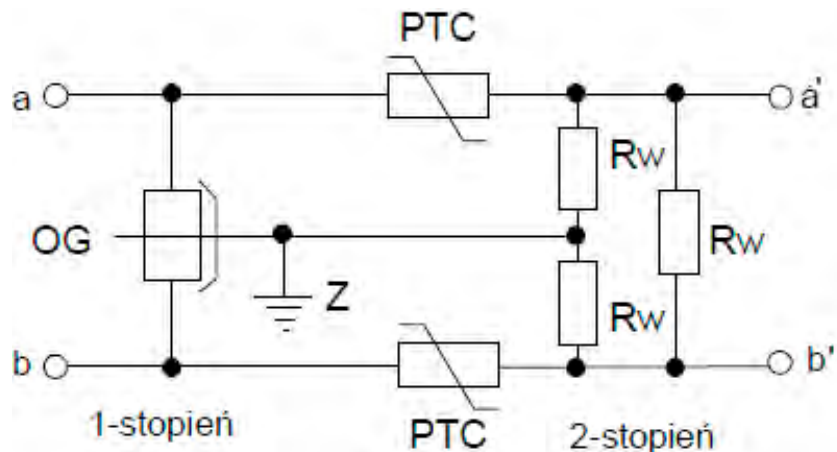 PTC
a
a'
Rw
OG
Rw
Z
Rw
b
b'
1-stopień
PTC
2-stopień